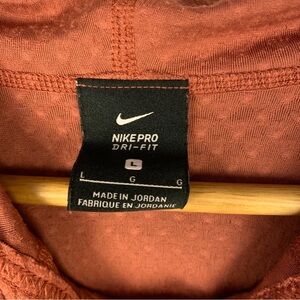 NIKE PRO
DRI-FIT
L
L G G
MADE IN JORDAN
FABRIQUE EN JORDANIE